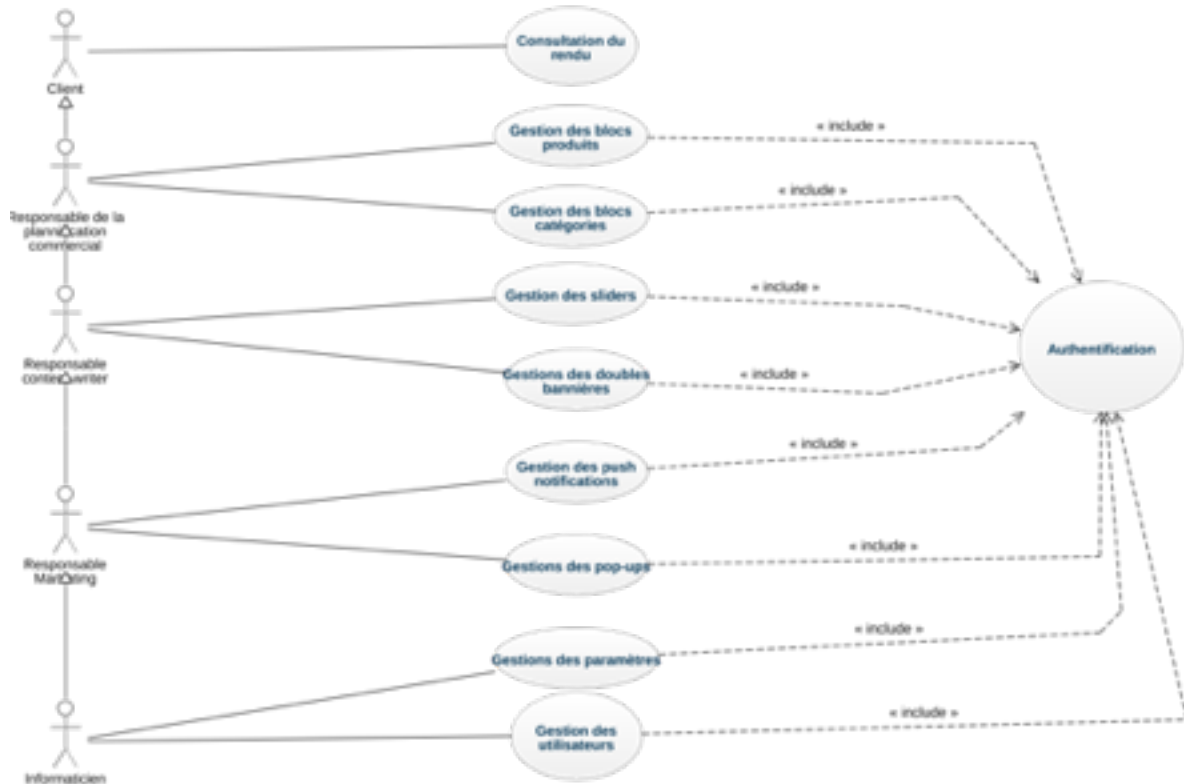 Consultation du
rendu
Client
Gestion des blocs
produits
« include »
Responsable de la
commercial
Gestion des blocs
catégories
« include »
Gestion des sliders
« include »
Authentification
Responsable
Gestions des doubles
bannières
« include »
Gestion des push
notifications
« include »
Responsable
Marketing
Gestions des pop-ups
« include »
Gestions des paramètres
« include »
Gestion des
utilisateurs
« include »
Informaticien